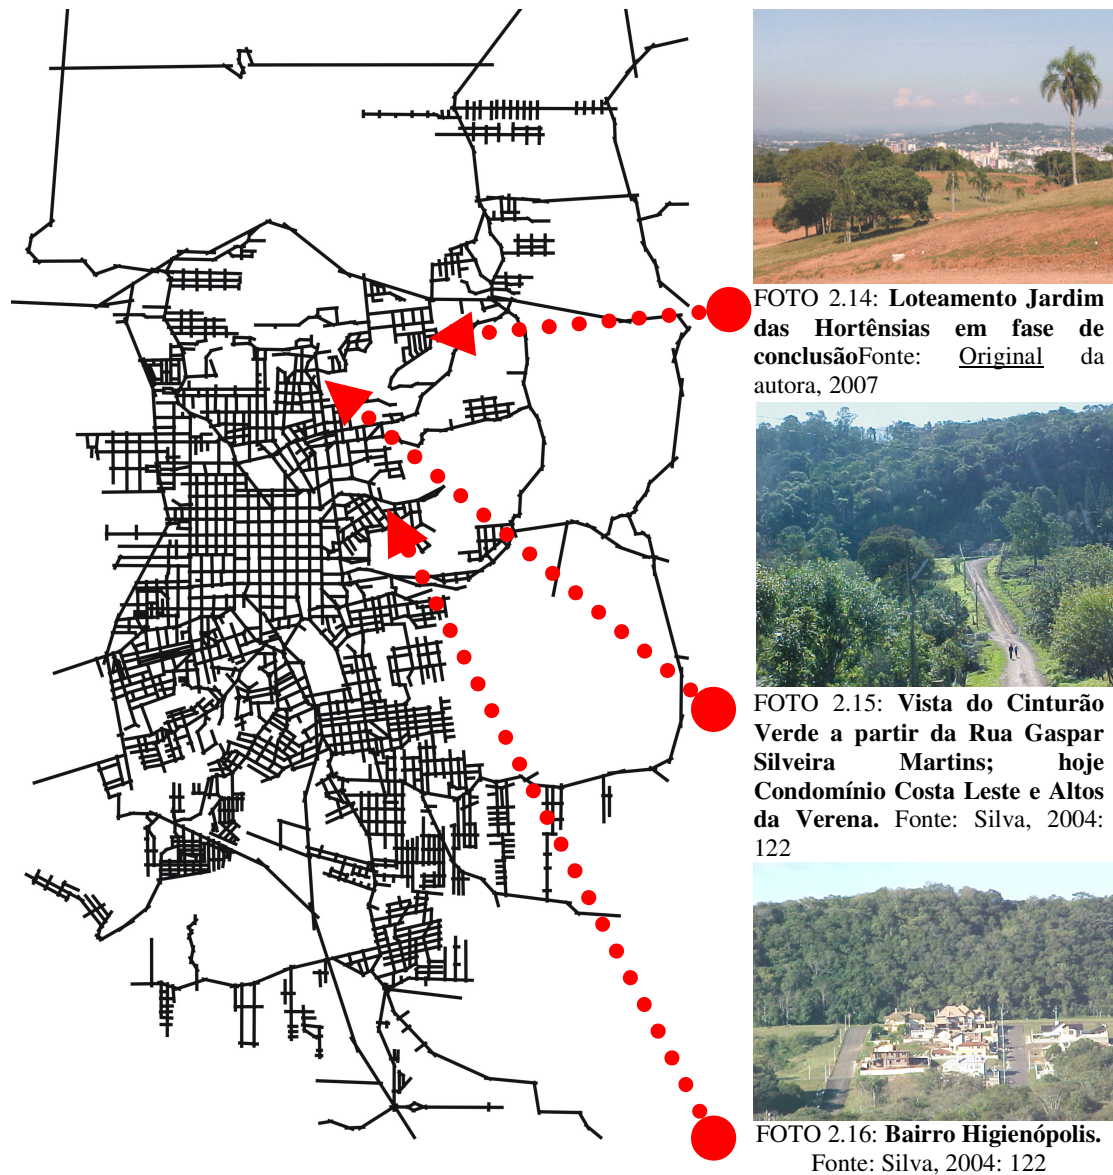 FOTO 2.14: Loteamento Jardim
das Hortênsias em fase de
conclusãoFonte: Original da
autora, 2007
FOTO 2.15: Vista do Cinturão
Verde a partir da Rua Gaspar
Silveira Martins; hoje
Condomínio Costa Leste e Altos
da Verena. Fonte: Silva, 2004:
122
FOTO 2.16: Bairro Higienópolis.
Fonte: Silva, 2004: 122